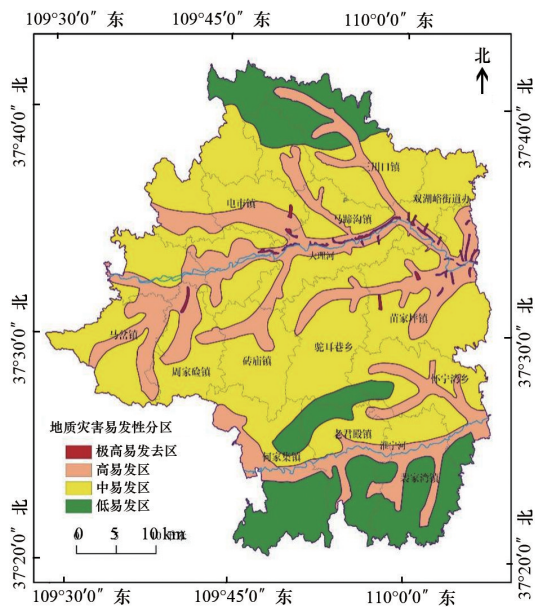 109°30′0″ 东
109°45′0″ 东
110°0′0″ 东
北
37°40′0″ 北
37°40′0″ 北
三川口镇
电市镇
双湖峪街道办
马蹄沟镇
大理河
37°30′0″ 北
37°30′0″ 北
马岔镇
苗家坪镇
周家硷镇
砖庙镇
驼耳巷乡
怀宁湾乡
地质灾害易发性分区
极高易发去区
高易发区
中易发区
低易发区
老君殿镇
淮宁河
何家集镇
裴家湾镇
0 5 10 km
37°20′0″ 北
37°20′0″ 北
109°30′0″ 东
109°45′0″ 东
110°0′0″ 东